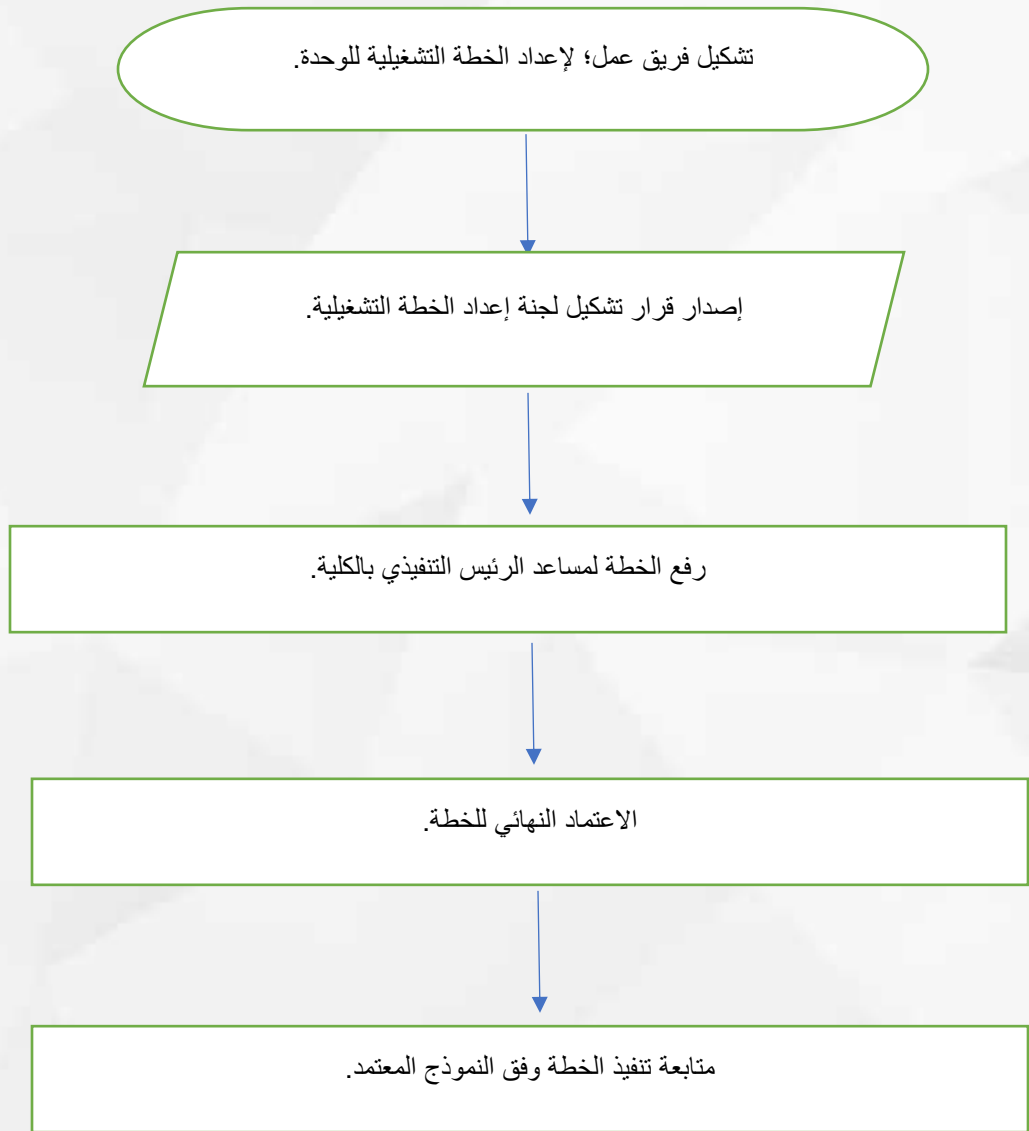 تشكيل فريق عمل؛ لإعداد الخطة التشغيلية للوحدة.
إصدار قرار تشكيل لجنة إعداد الخطة التشغيلية.
رفع الخطة لمساعد الرئيس التنفيذي بالكلية.
الاعتماد النهائي للخطة.
متابعة تنفيذ الخطة وفق النموذج المعتمد.